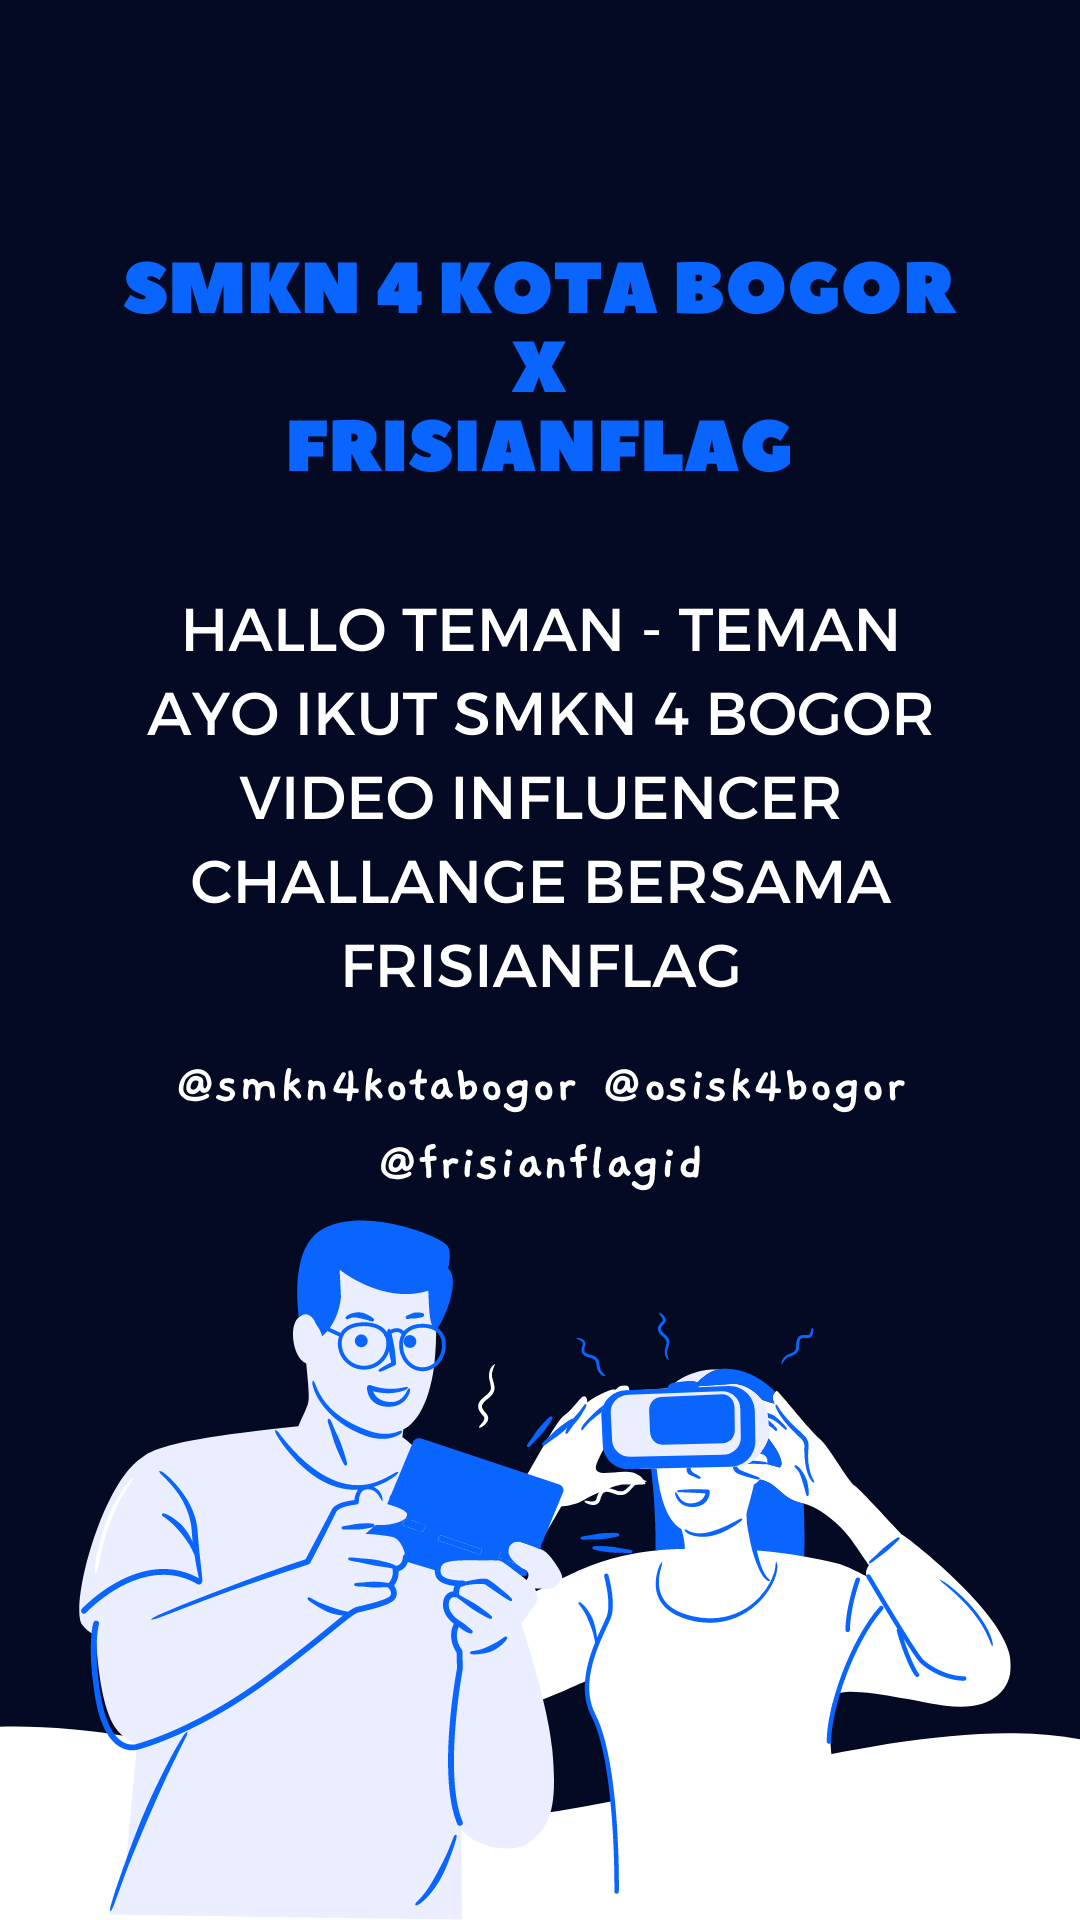 SMKN 4 KOTA BOGOR
X
FRISIANFLAG
HALLO TEMAN - TEMAN
AYO IKUT SMKN 4 BOGOR
VIDEO INFLUENCER
CHALLANGE BERSAMA
FRISIANFLAG
@smkn4kotabogor @osisk4bogor
@frisianflagid